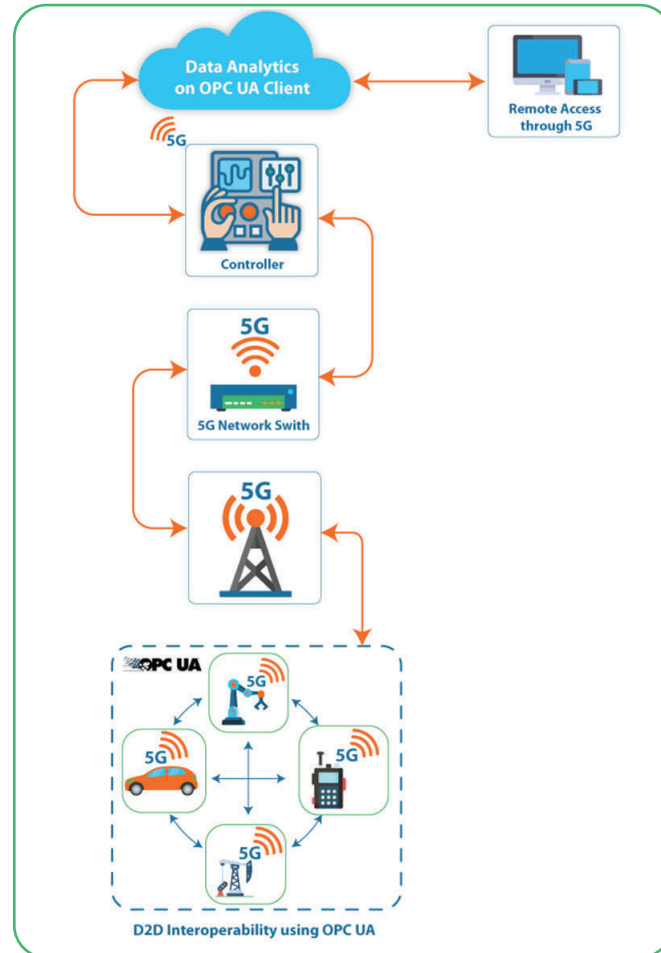 Data Analytics
on OPC UA Client
Remote Access
through 5G
5G
Controller
5G
5G Network Swith
5G
OPC UA
5G
5G
5G
5G
D2D Interoperability using OPC UA